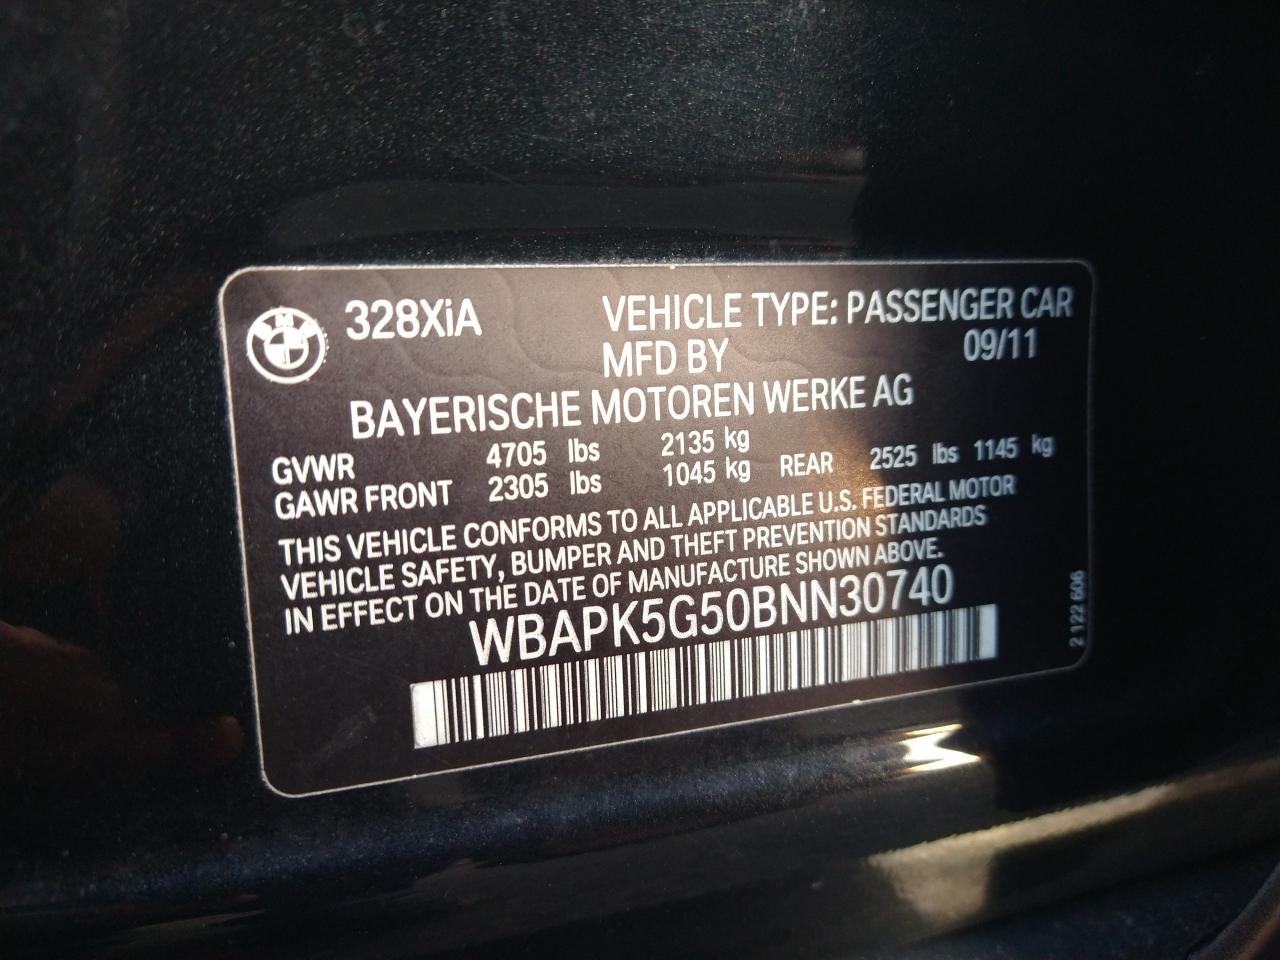 328XiA VEHICLE TYPE: PASSENGER CAR
MFD BY 09/11
BAYERISCHE MOTOREN WERKE AG
GVWR 4705 lbs 2135 kg
GAWR FRONT 2305 lbs 1045 kg REAR 2525 lbs 1145 kg
THIS VEHICLE CONFORMS TO ALL APPLICABLE U.S. FEDERAL MOTOR
VEHICLE SAFETY, BUMPER AND THEFT PREVENTION STANDARDS
IN EFFECT ON THE DATE OF MANUFACTURE SHOWN ABOVE.
WBAPK5G50BNN30740
2 122 606